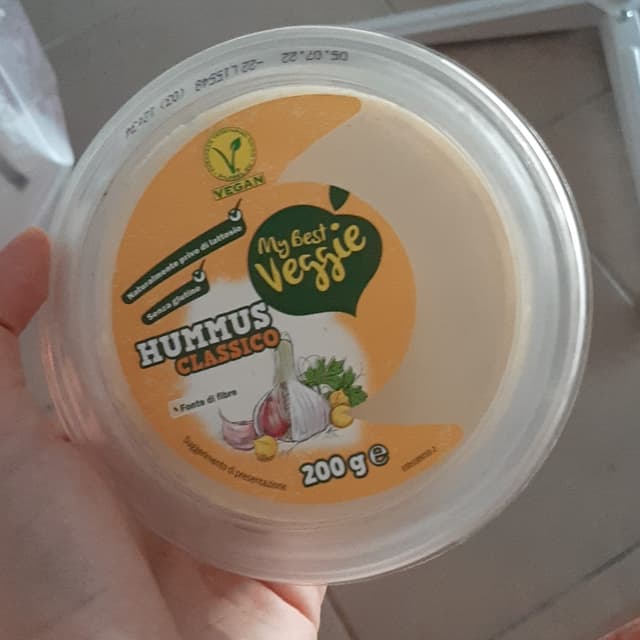 06.07.22
VEGAN
My Best
Veggie
Naturalmente privo di lattosio
Senza glutine
HUMMUS
CLASSICO
Fonte di fibre
Suggerimento di presentazione
200 g e